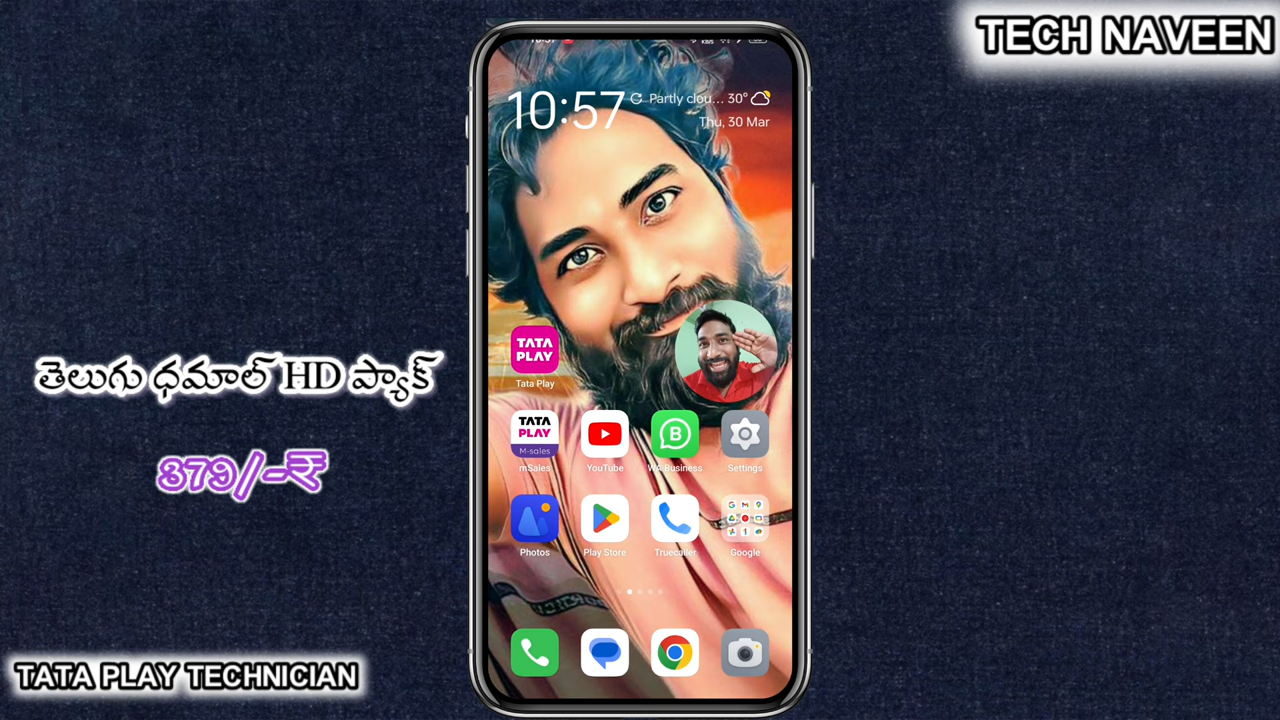 TECH NAVEEN
10:57
Partly clou... 30°
Thu, 30 Mar
TATA PLAY
Tata Play
తెలుగు ధమాల్ HD ప్యాక్
379/-₹
TATA PLAY M-sales
mSales
YouTube
WA Business
Settings
Photos
Play Store
Truecaller
Google
TATA PLAY TECHNICIAN